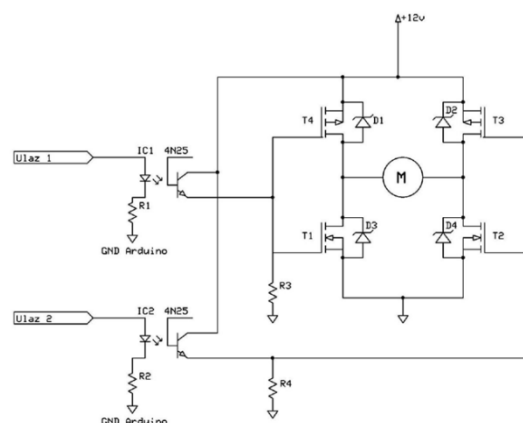 +12v
T4
D1
D2
T3
IC1 4N25
Ulaz 1
M
R1
D3
D4
T1
T2
GND Arduino
R3
IC2 4N25
Ulaz 2
R2
R4
GND Arduino